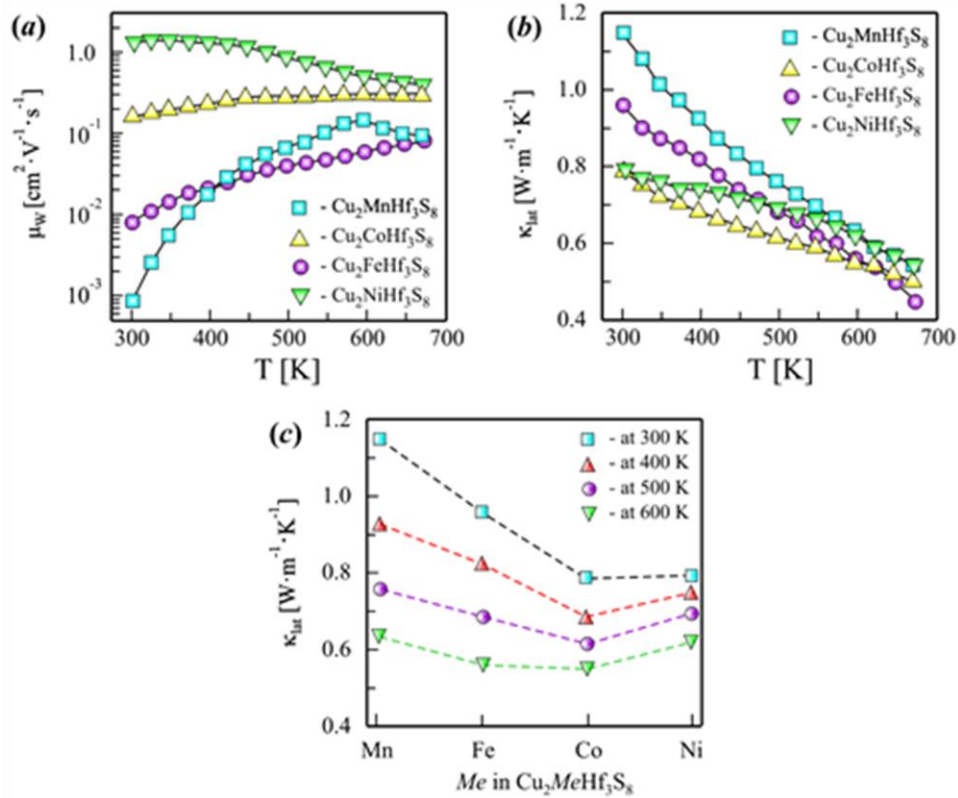 (a)
μW [cm²·V⁻¹·s⁻¹]
1.0
10⁻¹
10⁻²
10⁻³
- Cu₂MnHf₃S₈
- Cu₂CoHf₃S₈
- Cu₂FeHf₃S₈
- Cu₂NiHf₃S₈
300 400 500 600 700
T [K]
(b)
κlat [W·m⁻¹·K⁻¹]
1.2
1.0
0.8
0.6
0.4
- Cu₂MnHf₃S₈
- Cu₂CoHf₃S₈
- Cu₂FeHf₃S₈
- Cu₂NiHf₃S₈
300 400 500 600 700
T [K]
(c)
κlat [W·m⁻¹·K⁻¹]
1.2
1.0
0.8
0.6
0.4
- at 300 K
- at 400 K
- at 500 K
- at 600 K
Mn Fe Co Ni
Me in Cu₂MeHf₃S₈